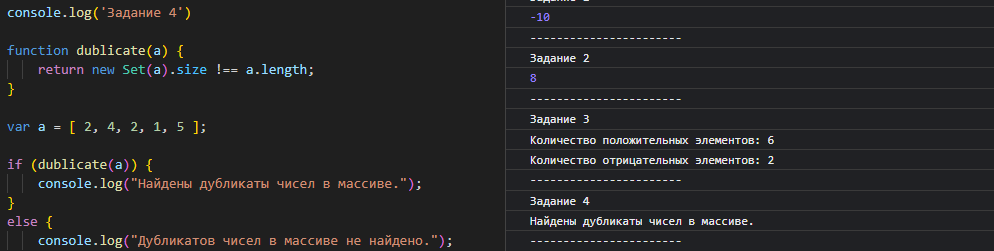 console.log('Задание 4')
function dublicate(a) {
return new Set(a).size !== a.length;
}
var a = [ 2, 4, 2, 1, 5 ];
if (dublicate(a)) {
console.log("Найдены дубликаты чисел в массиве.");
}
else {
console.log("Дубликатов чисел в массиве не найдено.");
-10
-----------------------
Задание 2
8
-----------------------
Задание 3
Количество положительных элементов: 6
Количество отрицательных элементов: 2
-----------------------
Задание 4
Найдены дубликаты чисел в массиве.
-----------------------